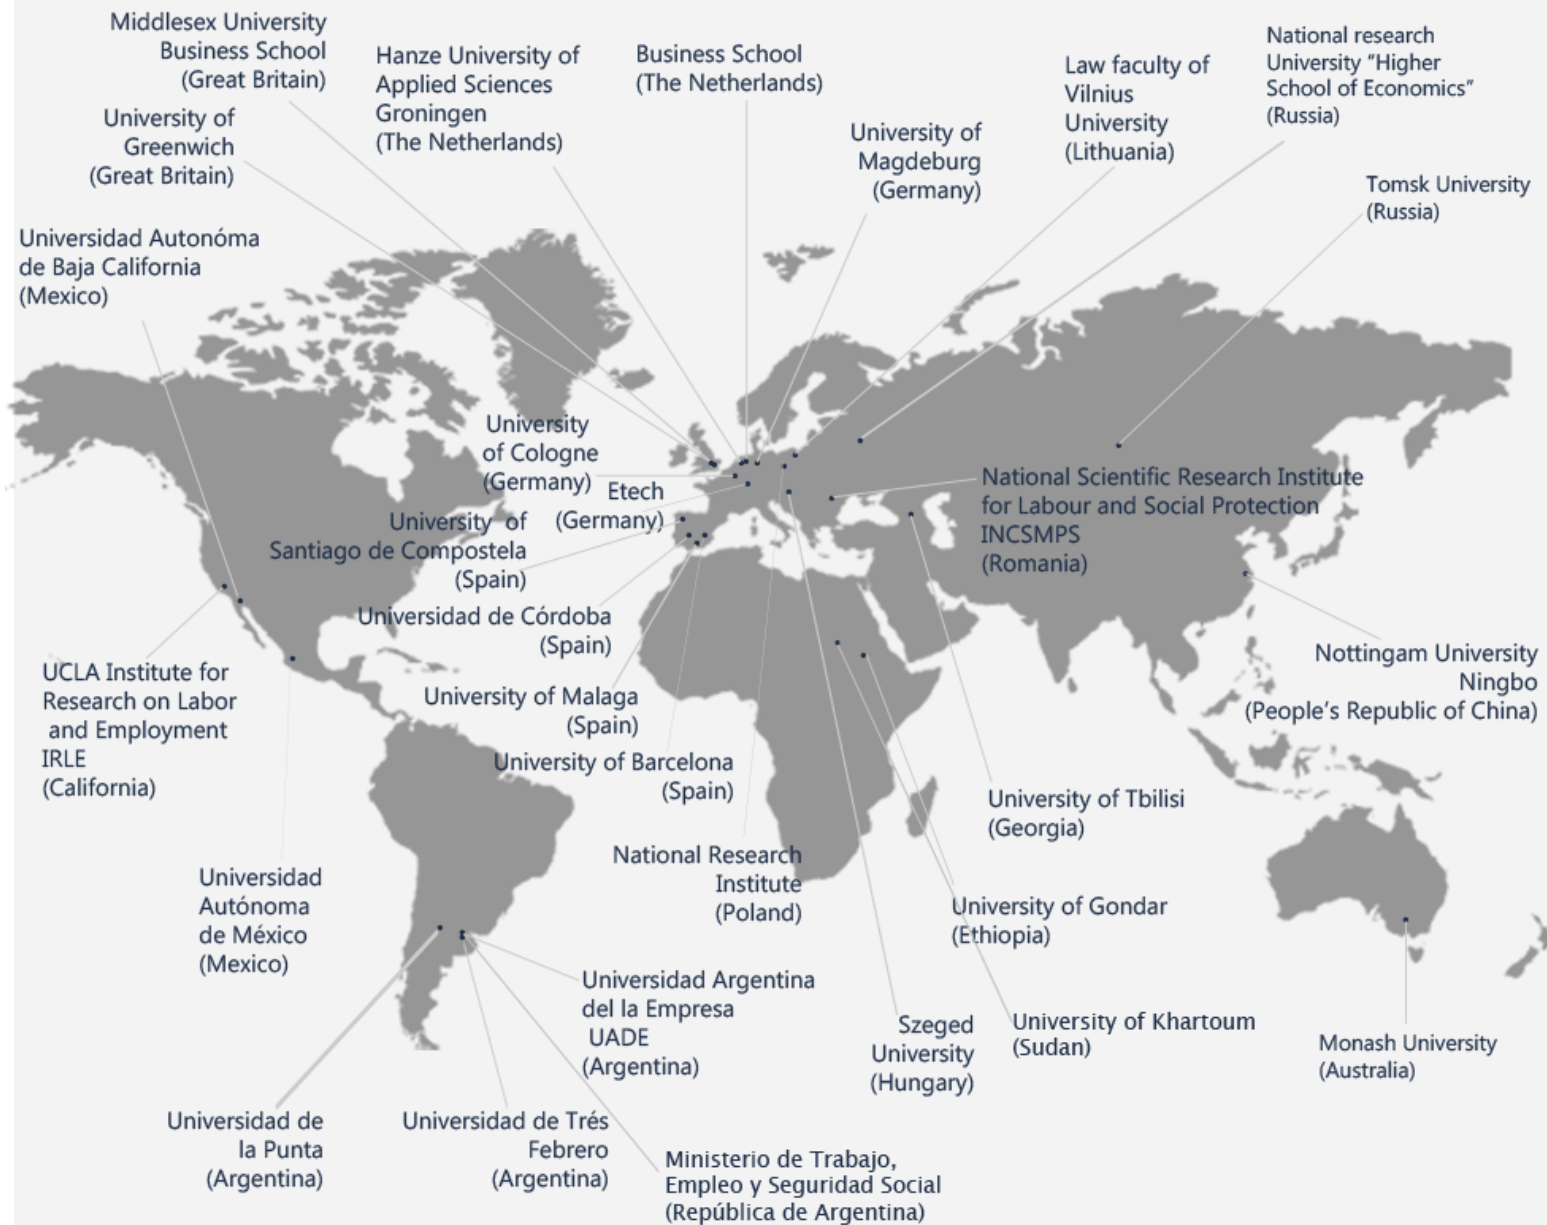 Middlesex University
Business School
(Great Britain)
Hanze University of
Applied Sciences
Groningen
(The Netherlands)
Business School
(The Netherlands)
Law faculty of
Vilnius
University
(Lithuania)
National research
University “Higher
School of Economics”
(Russia)
University of
Greenwich
(Great Britain)
University of
Magdeburg
(Germany)
Tomsk University
(Russia)
Universidad Autonóma
de Baja California
(Mexico)
University
of Cologne
(Germany)
Etech
(Germany)
National Scientific Research Institute
for Labour and Social Protection
INCSMPS
(Romania)
University of
Santiago de Compostela
(Spain)
Universidad de Córdoba
(Spain)
UCLA Institute for
Research on Labor
and Employment
IRLE
(California)
University of Malaga
(Spain)
Nottingam University
Ningbo
(People’s Republic of China)
University of Barcelona
(Spain)
University of Tbilisi
(Georgia)
National Research
Institute
(Poland)
Universidad
Autónoma
de México
(Mexico)
University of Gondar
(Ethiopia)
Universidad Argentina
del la Empresa
UADE
(Argentina)
Szeged
University
(Hungary)
University of Khartoum
(Sudan)
Monash University
(Australia)
Universidad de
la Punta
(Argentina)
Universidad de Trés
Febrero
(Argentina)
Ministerio de Trabajo,
Empleo y Seguridad Social
(República de Argentina)